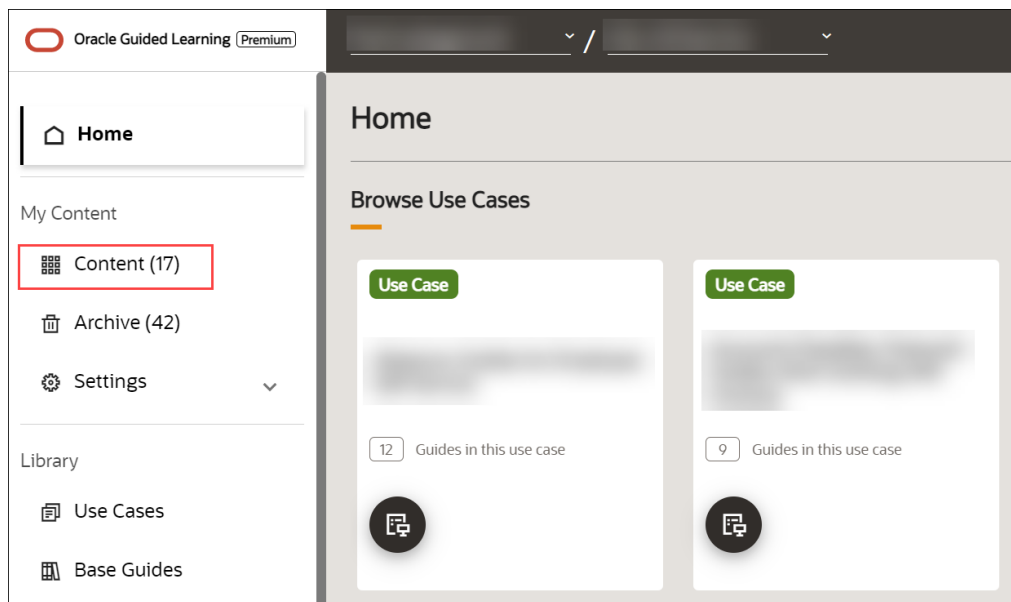 Oracle Guided Learning Premium
/
Home
My Content
Content (17)
Archive (42)
Settings
Library
Use Cases
Base Guides
Home
Browse Use Cases
Use Case
12 Guides in this use case
Use Case
9 Guides in this use case